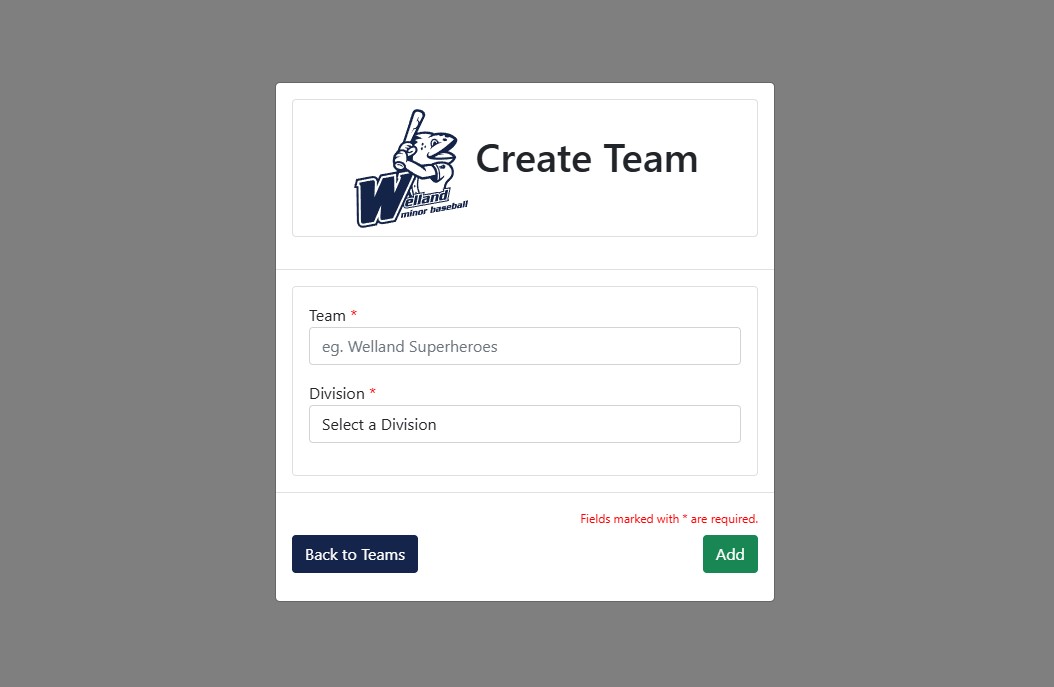 Create Team
Welland
minor baseball
Team *
eg. Welland Superheroes
Division *
Select a Division
Fields marked with * are required.
Back to Teams
Add